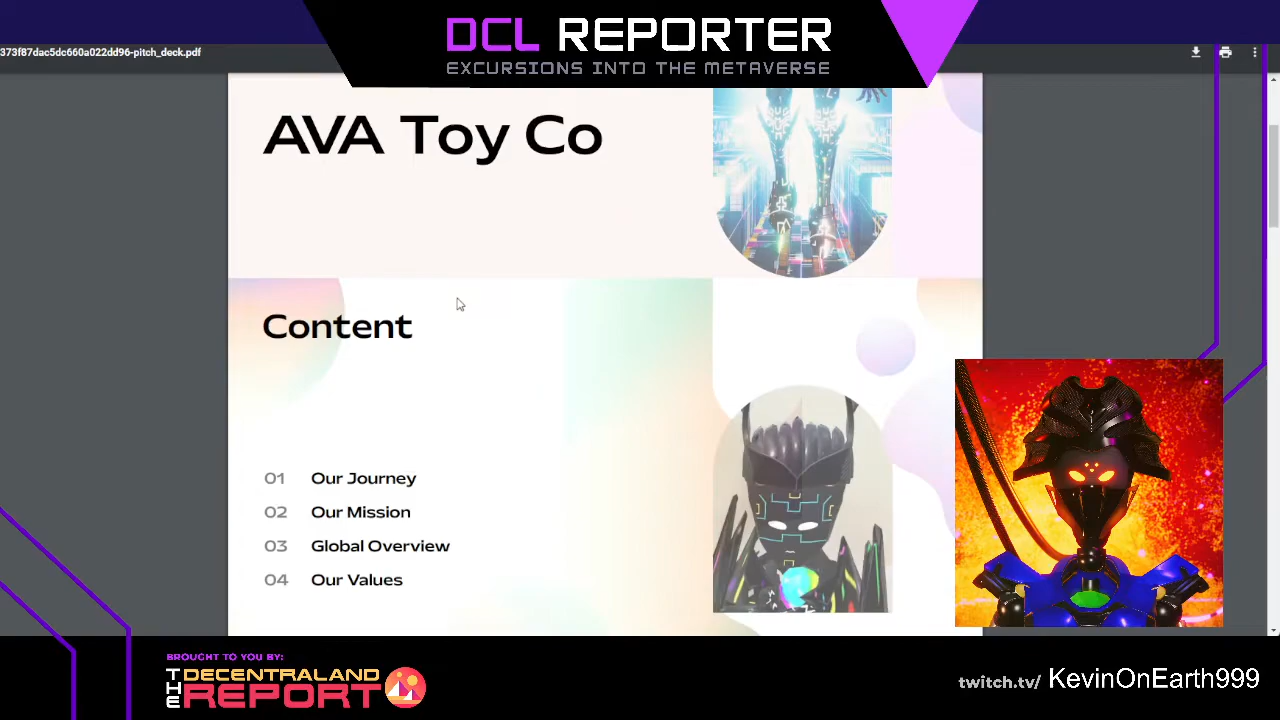 DCL REPORTER
EXCURSIONS INTO THE METAVERSE
373f87dac5dc660a022dd96-pitch_deck.pdf
AVA Toy Co
Content
01 Our Journey
02 Our Mission
03 Global Overview
04 Our Values
BROUGHT TO YOU BY:
THE DECENTRALAND REPORT
twitch.tv/ KevinOnEarth999